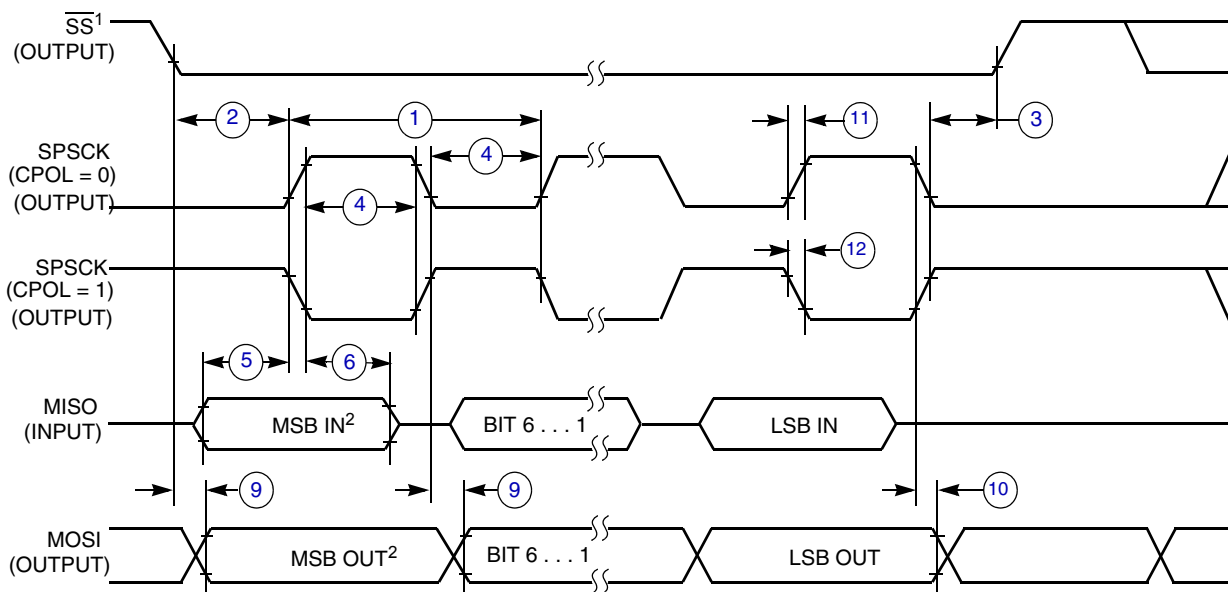 SS¹
(OUTPUT)
2
1
11
3
SPSCK
(CPOL = 0)
(OUTPUT)
4
4
SPSCK
(CPOL = 1)
(OUTPUT)
12
5
6
MISO
(INPUT)
MSB IN²
BIT 6 . . . 1
LSB IN
9
9
10
MOSI
(OUTPUT)
MSB OUT²
BIT 6 . . . 1
LSB OUT